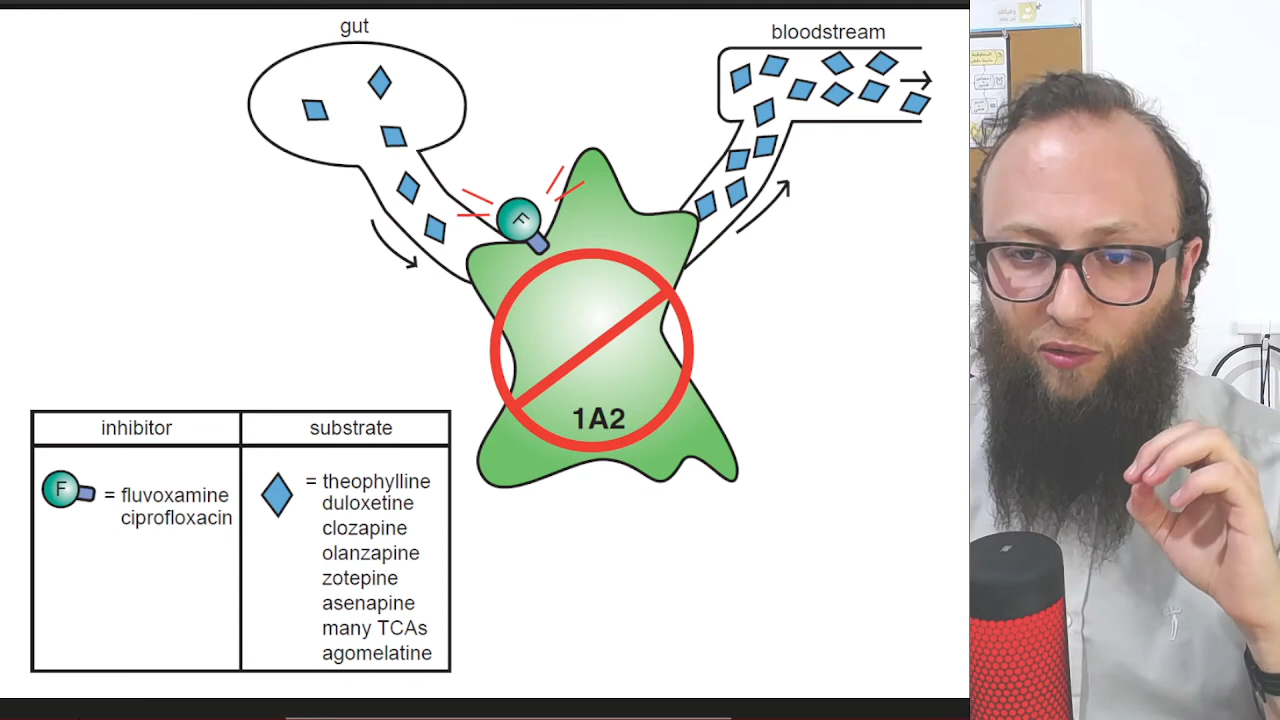 gut
bloodstream
F
1A2
inhibitor
substrate
F
= fluvoxamine
ciprofloxacin
= theophylline
duloxetine
clozapine
olanzapine
zotepine
asenapine
many TCAs
agomelatine